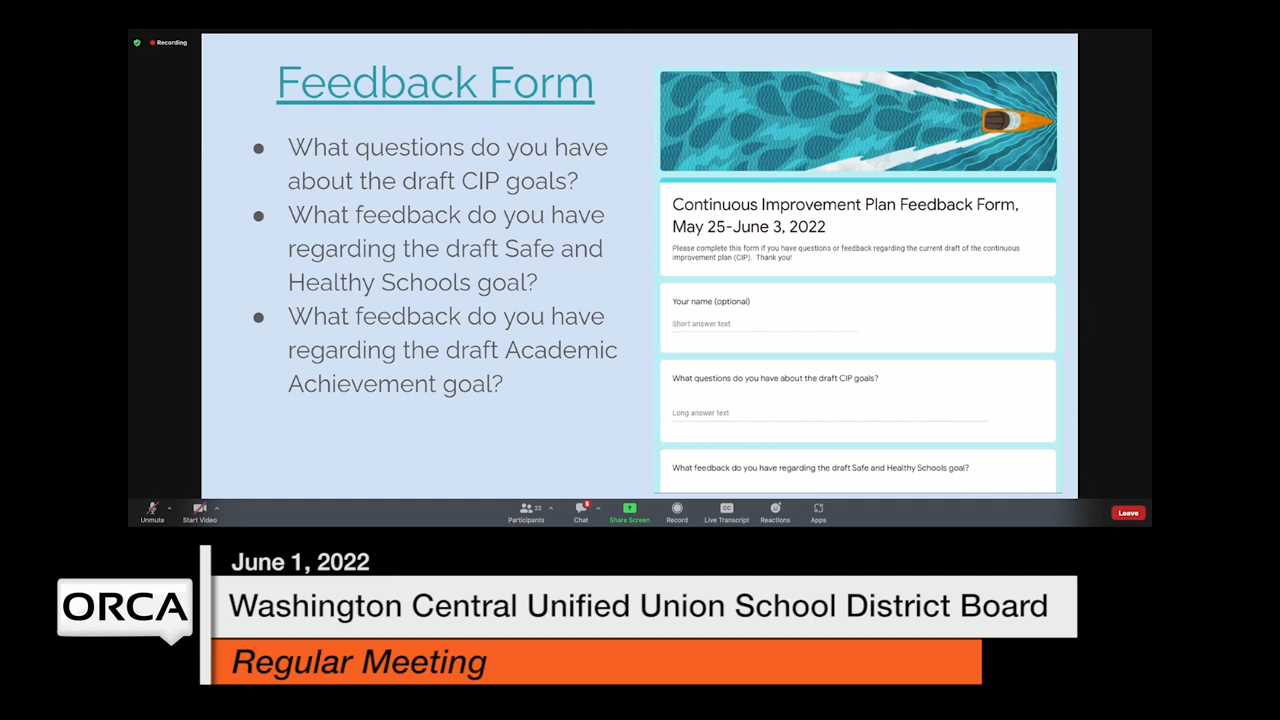 Recording
Feedback Form
● What questions do you have
about the draft CIP goals?
● What feedback do you have
regarding the draft Safe and
Healthy Schools goal?
● What feedback do you have
regarding the draft Academic
Achievement goal?
Continuous Improvement Plan Feedback Form,
May 25-June 3, 2022
Please complete this form if you have questions or feedback regarding the current draft of the continuous
improvement plan (CIP). Thank you!
Your name (optional)
Short answer text
What questions do you have about the draft CIP goals?
Long answer text
What feedback do you have regarding the draft Safe and Healthy Schools goal?
Unmute
Start Video
22
Participants
8
Chat
Share Screen
Record
CC
Live Transcript
Reactions
Apps
Leave
June 1, 2022
ORCA
Washington Central Unified Union School District Board
Regular Meeting